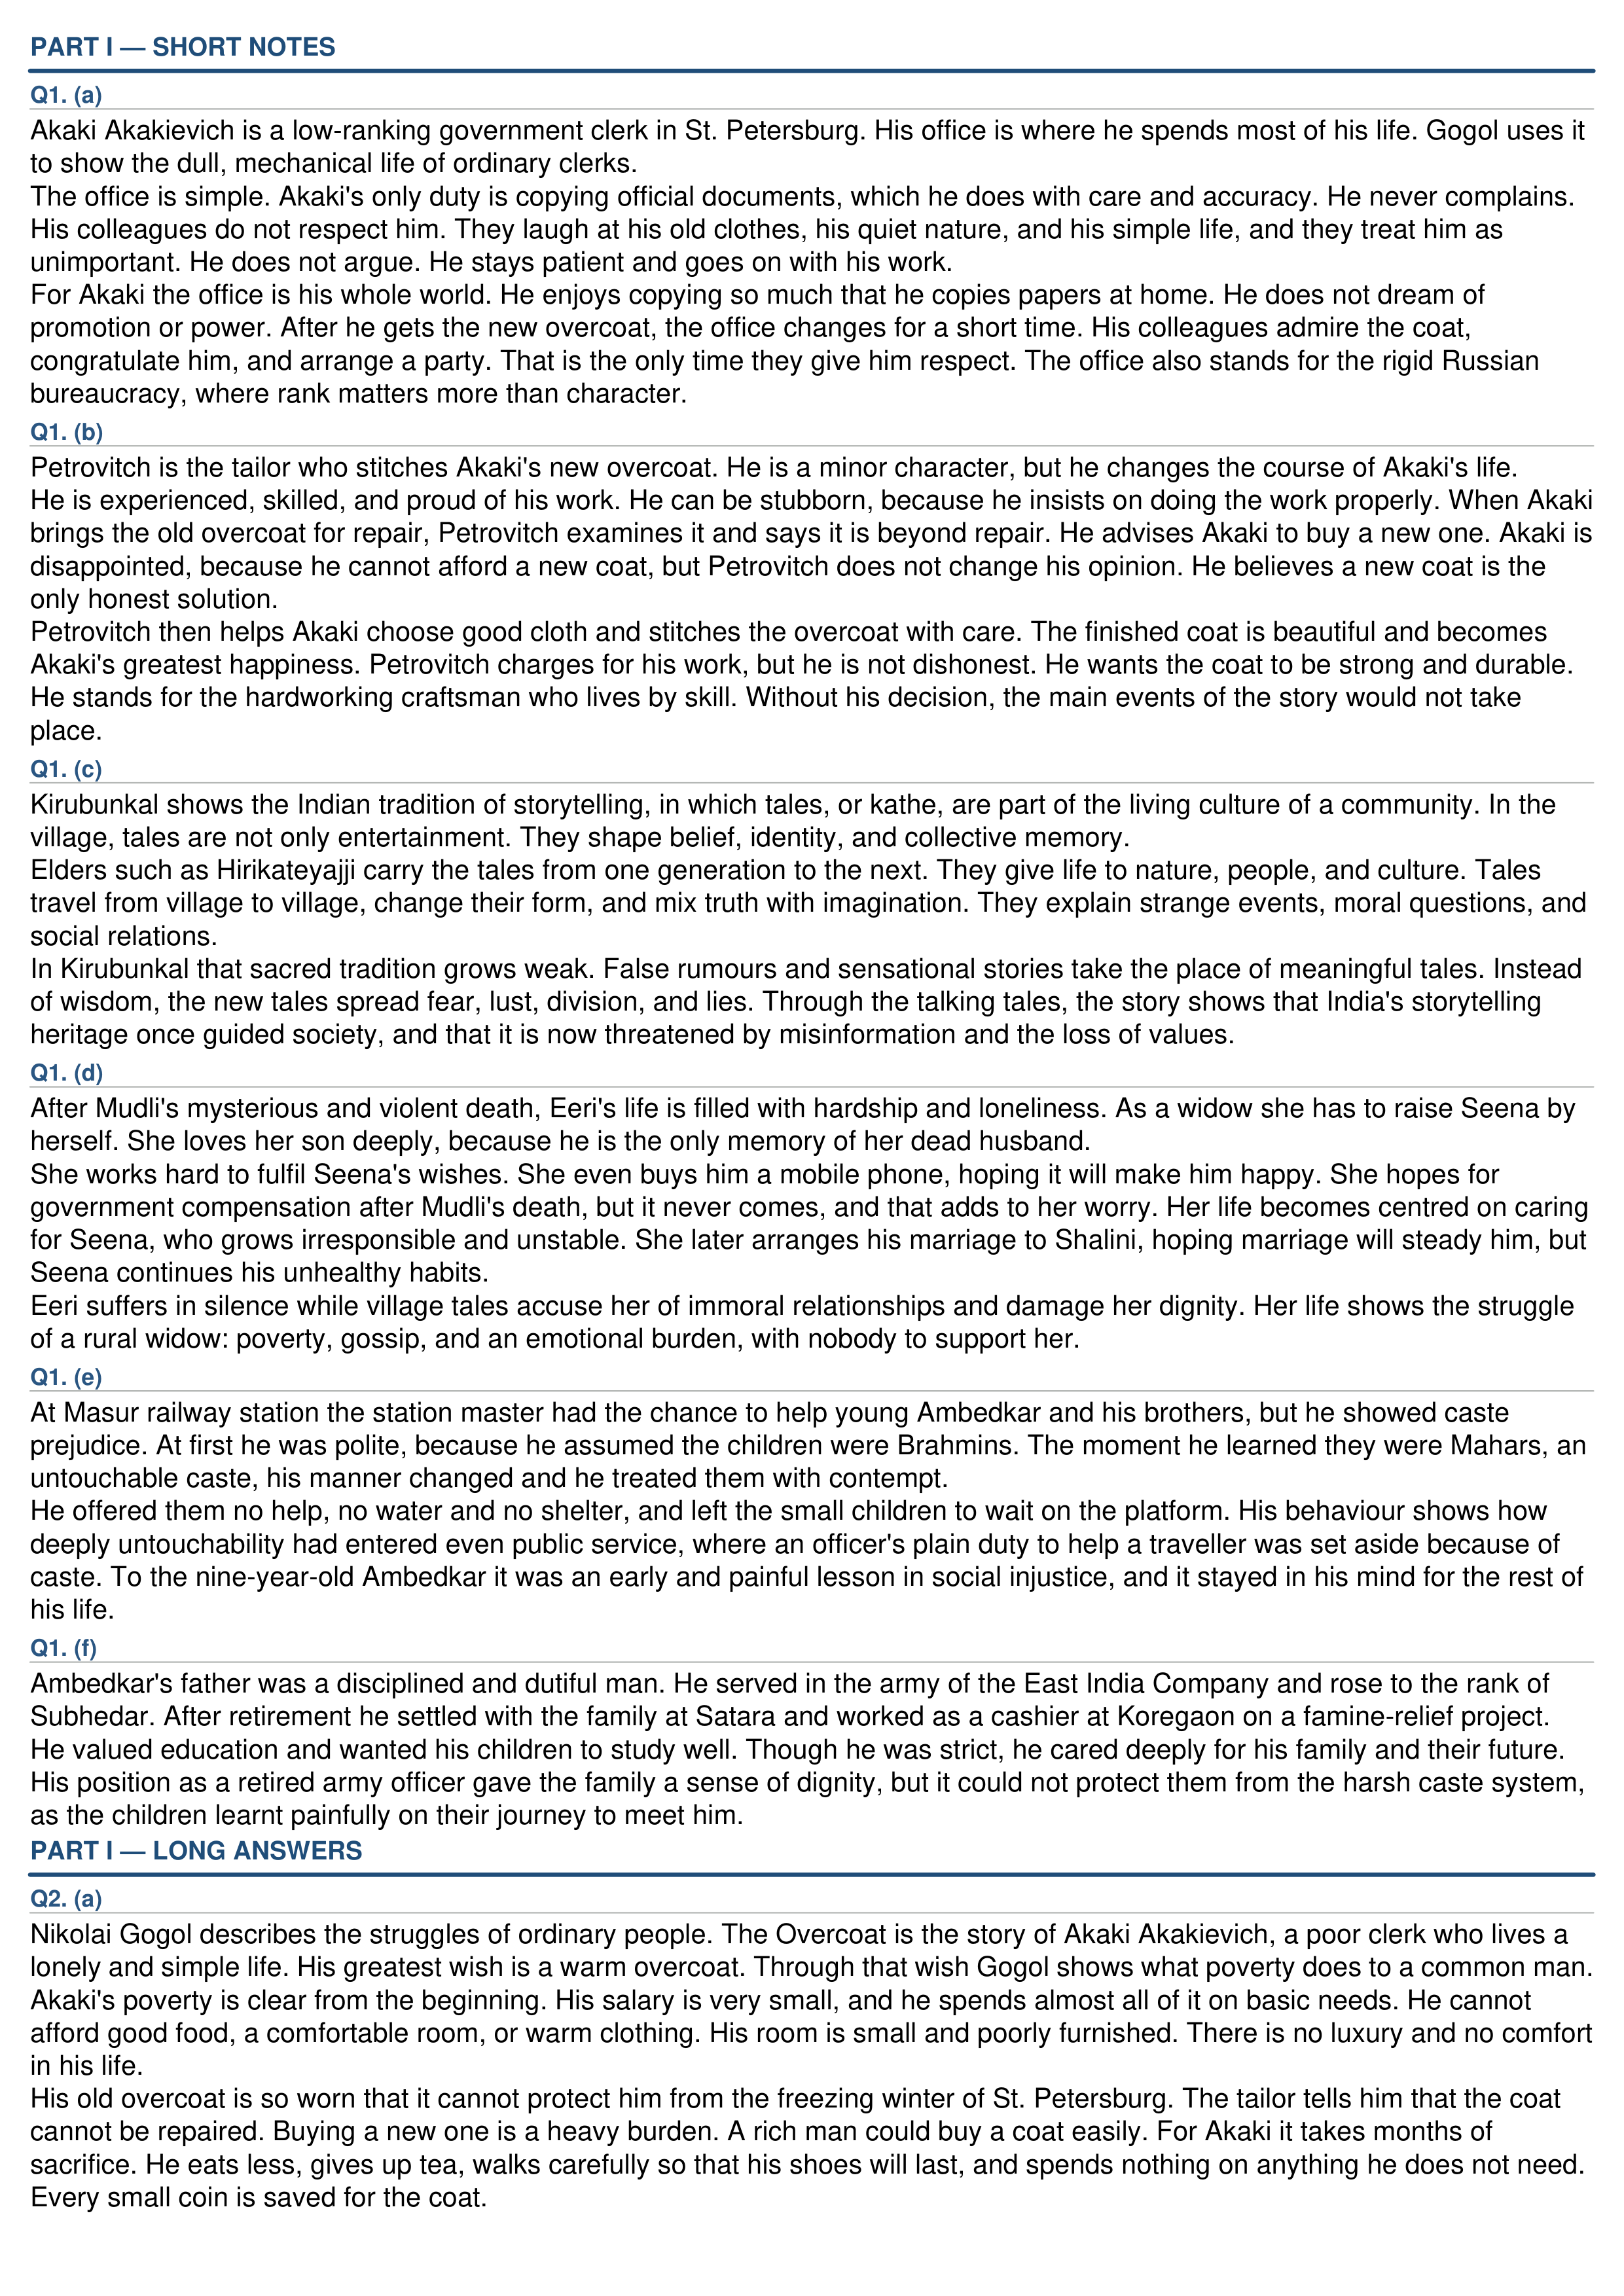 PART I — SHORT NOTES
Q1. (a)
Akaki Akakievich is a low-ranking government clerk in St. Petersburg. His office is where he spends most of his life. Gogol uses it
to show the dull, mechanical life of ordinary clerks.
The office is simple. Akaki's only duty is copying official documents, which he does with care and accuracy. He never complains.
His colleagues do not respect him. They laugh at his old clothes, his quiet nature, and his simple life, and they treat him as
unimportant. He does not argue. He stays patient and goes on with his work.
For Akaki the office is his whole world. He enjoys copying so much that he copies papers at home. He does not dream of
promotion or power. After he gets the new overcoat, the office changes for a short time. His colleagues admire the coat,
congratulate him, and arrange a party. That is the only time they give him respect. The office also stands for the rigid Russian
bureaucracy, where rank matters more than character.
Q1. (b)
Petrovitch is the tailor who stitches Akaki's new overcoat. He is a minor character, but he changes the course of Akaki's life.
He is experienced, skilled, and proud of his work. He can be stubborn, because he insists on doing the work properly. When Akaki
brings the old overcoat for repair, Petrovitch examines it and says it is beyond repair. He advises Akaki to buy a new one. Akaki is
disappointed, because he cannot afford a new coat, but Petrovitch does not change his opinion. He believes a new coat is the
only honest solution.
Petrovitch then helps Akaki choose good cloth and stitches the overcoat with care. The finished coat is beautiful and becomes
Akaki's greatest happiness. Petrovitch charges for his work, but he is not dishonest. He wants the coat to be strong and durable.
He stands for the hardworking craftsman who lives by skill. Without his decision, the main events of the story would not take
place.
Q1. (c)
Kirubunkal shows the Indian tradition of storytelling, in which tales, or kathe, are part of the living culture of a community. In the
village, tales are not only entertainment. They shape belief, identity, and collective memory.
Elders such as Hirikateyajji carry the tales from one generation to the next. They give life to nature, people, and culture. Tales
travel from village to village, change their form, and mix truth with imagination. They explain strange events, moral questions, and
social relations.
In Kirubunkal that sacred tradition grows weak. False rumours and sensational stories take the place of meaningful tales. Instead
of wisdom, the new tales spread fear, lust, division, and lies. Through the talking tales, the story shows that India's storytelling
heritage once guided society, and that it is now threatened by misinformation and the loss of values.
Q1. (d)
After Mudli's mysterious and violent death, Eeri's life is filled with hardship and loneliness. As a widow she has to raise Seena by
herself. She loves her son deeply, because he is the only memory of her dead husband.
She works hard to fulfil Seena's wishes. She even buys him a mobile phone, hoping it will make him happy. She hopes for
government compensation after Mudli's death, but it never comes, and that adds to her worry. Her life becomes centred on caring
for Seena, who grows irresponsible and unstable. She later arranges his marriage to Shalini, hoping marriage will steady him, but
Seena continues his unhealthy habits.
Eeri suffers in silence while village tales accuse her of immoral relationships and damage her dignity. Her life shows the struggle
of a rural widow: poverty, gossip, and an emotional burden, with nobody to support her.
Q1. (e)
At Masur railway station the station master had the chance to help young Ambedkar and his brothers, but he showed caste
prejudice. At first he was polite, because he assumed the children were Brahmins. The moment he learned they were Mahars, an
untouchable caste, his manner changed and he treated them with contempt.
He offered them no help, no water and no shelter, and left the small children to wait on the platform. His behaviour shows how
deeply untouchability had entered even public service, where an officer's plain duty to help a traveller was set aside because of
caste. To the nine-year-old Ambedkar it was an early and painful lesson in social injustice, and it stayed in his mind for the rest of
his life.
Q1. (f)
Ambedkar's father was a disciplined and dutiful man. He served in the army of the East India Company and rose to the rank of
Subhedar. After retirement he settled with the family at Satara and worked as a cashier at Koregaon on a famine-relief project.
He valued education and wanted his children to study well. Though he was strict, he cared deeply for his family and their future.
His position as a retired army officer gave the family a sense of dignity, but it could not protect them from the harsh caste system,
as the children learnt painfully on their journey to meet him.
PART I — LONG ANSWERS
Q2. (a)
Nikolai Gogol describes the struggles of ordinary people. The Overcoat is the story of Akaki Akakievich, a poor clerk who lives a
lonely and simple life. His greatest wish is a warm overcoat. Through that wish Gogol shows what poverty does to a common man.
Akaki's poverty is clear from the beginning. His salary is very small, and he spends almost all of it on basic needs. He cannot
afford good food, a comfortable room, or warm clothing. His room is small and poorly furnished. There is no luxury and no comfort
in his life.
His old overcoat is so worn that it cannot protect him from the freezing winter of St. Petersburg. The tailor tells him that the coat
cannot be repaired. Buying a new one is a heavy burden. A rich man could buy a coat easily. For Akaki it takes months of
sacrifice. He eats less, gives up tea, walks carefully so that his shoes will last, and spends nothing on anything he does not need.
Every small coin is saved for the coat.